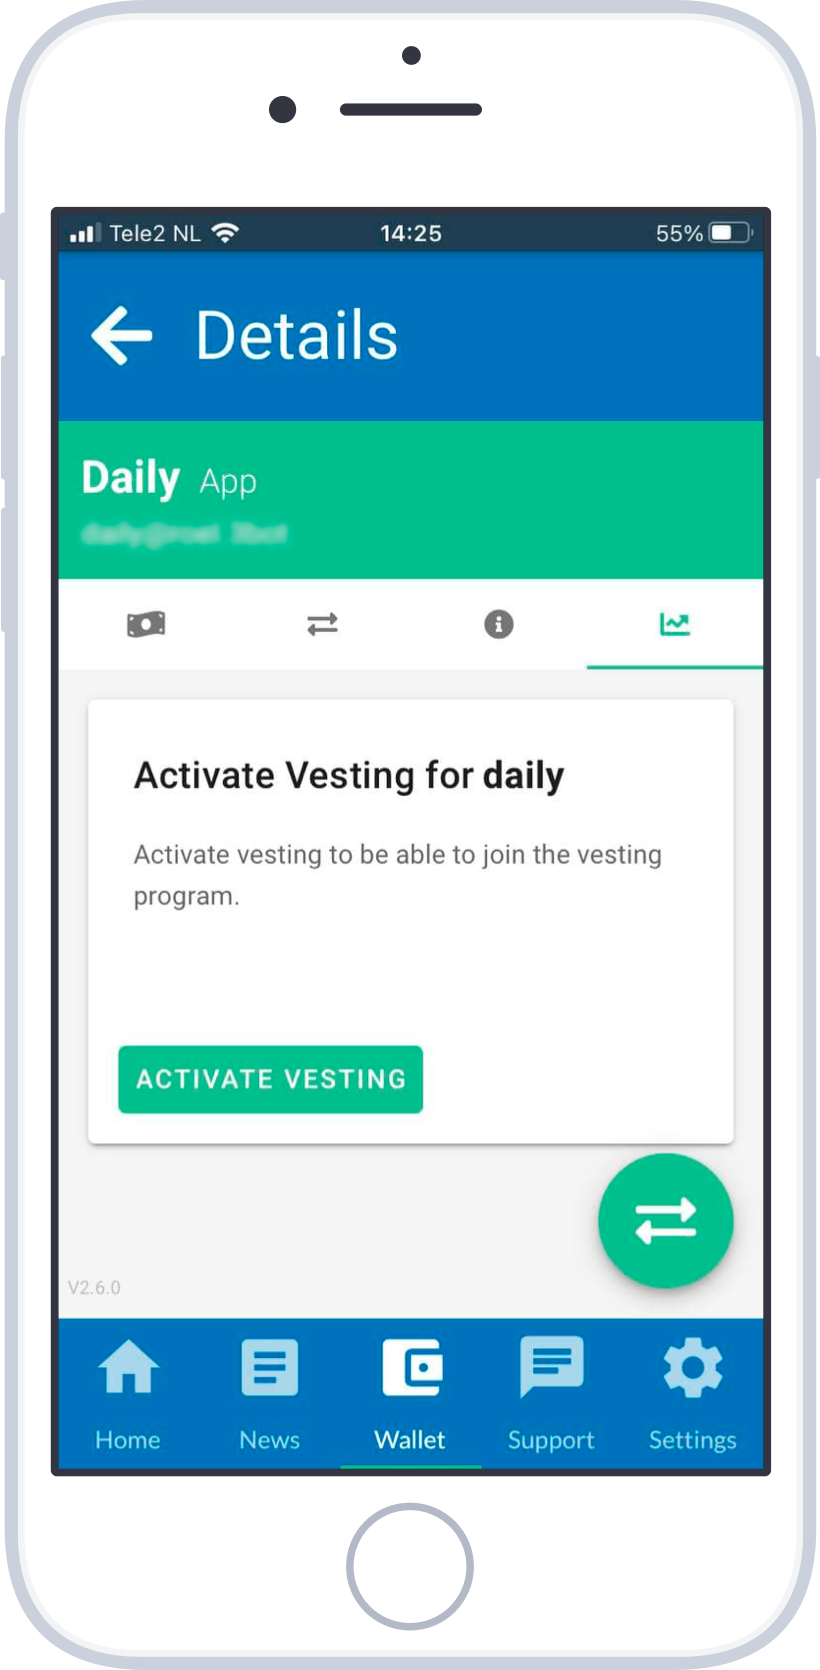 Tele2 NL 14:25 55%
Details
Daily App
Activate Vesting for daily
Activate vesting to be able to join the vesting
program.
ACTIVATE VESTING
V2.6.0
Home News Wallet Support Settings